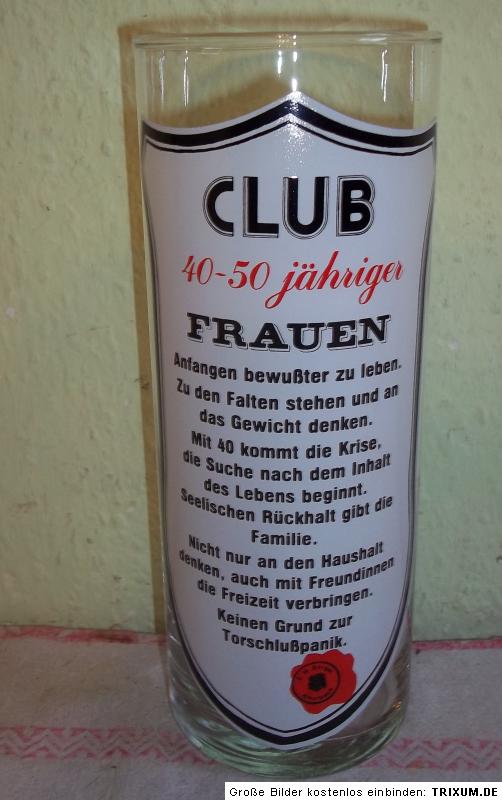 CLUB
40-50 jähriger
FRAUEN
Anfangen bewußter zu leben.
Zu den Falten stehen und an
das Gewicht denken.
Mit 40 kommt die Krise,
die Suche nach dem Inhalt
des Lebens beginnt.
Seelischen Rückhalt gibt die
Familie.
Nicht nur an den Haushalt
denken, auch mit Freundinnen
die Freizeit verbringen.
Keinen Grund zur
Torschlußpanik.
Große Bilder kostenlos einbinden: TRIXUM.DE